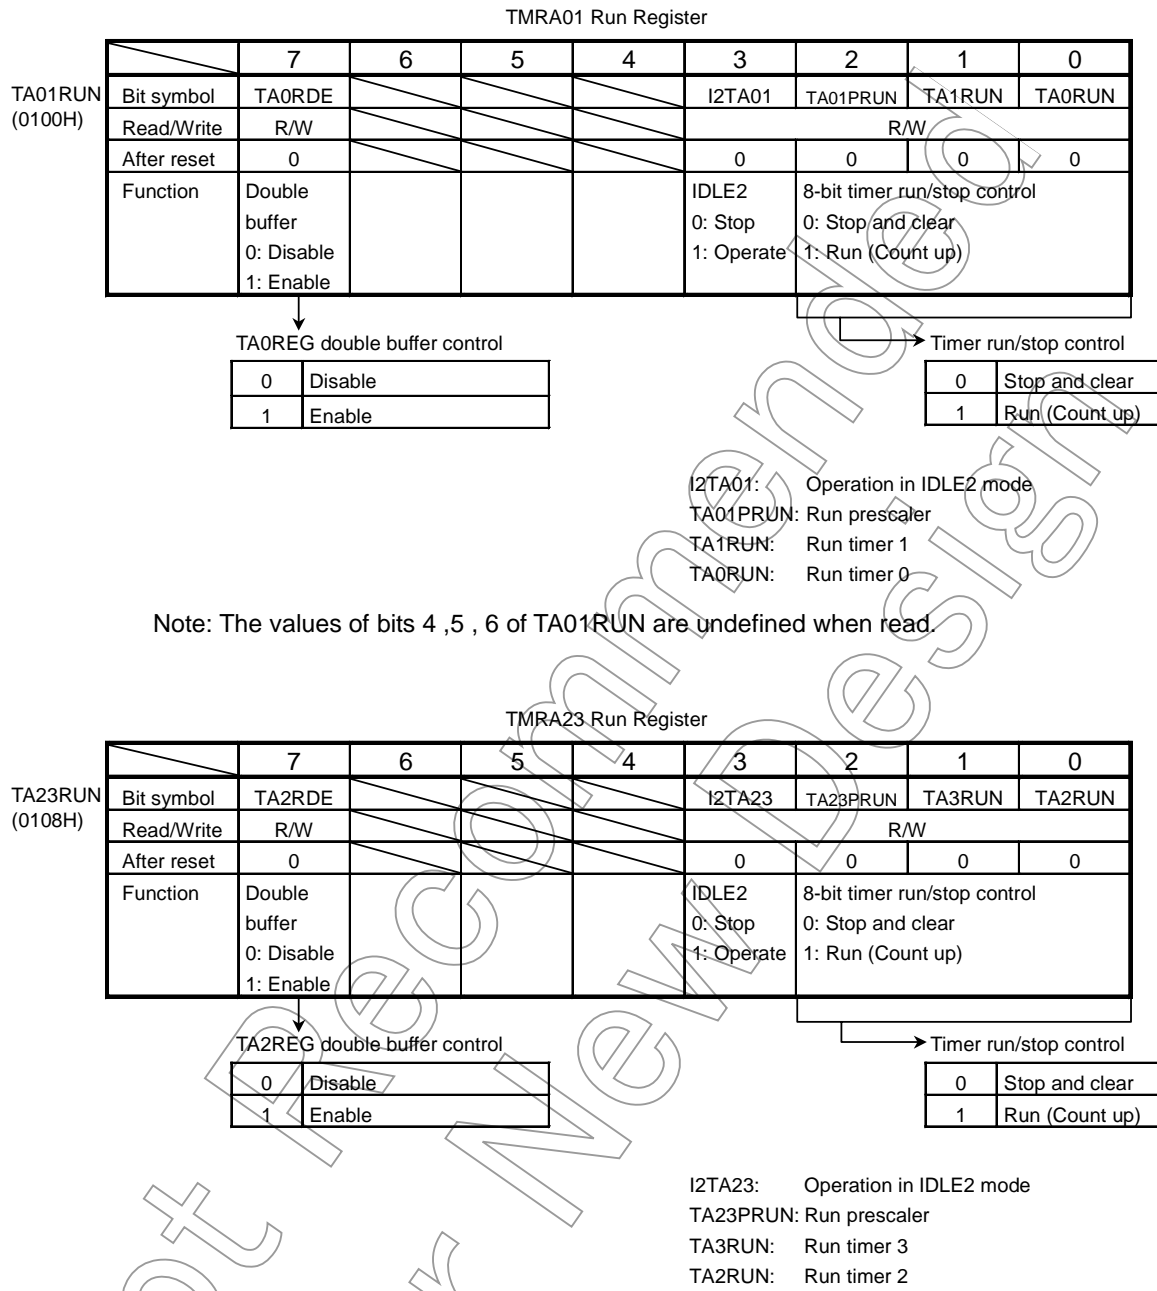 TMRA01 Run Register
7 6 5 4 3 2 1 0
TA01RUN (0100H)
Bit symbol TA0RDE I2TA01 TA01PRUN TA1RUN TA0RUN
Read/Write R/W R/W
After reset 0 0 0 0 0
Function Double buffer 0: Disable 1: Enable IDLE2 0: Stop 1: Operate 8-bit timer run/stop control 0: Stop and clear 1: Run (Count up)
TA0REG double buffer control
0 Disable
1 Enable
Timer run/stop control
0 Stop and clear
1 Run (Count up)
I2TA01: Operation in IDLE2 mode
TA01PRUN: Run prescaler
TA1RUN: Run timer 1
TA0RUN: Run timer 0
Note: The values of bits 4 ,5 , 6 of TA01RUN are undefined when read.
TMRA23 Run Register
7 6 5 4 3 2 1 0
TA23RUN (0108H)
Bit symbol TA2RDE I2TA23 TA23PRUN TA3RUN TA2RUN
Read/Write R/W R/W
After reset 0 0 0 0 0
Function Double buffer 0: Disable 1: Enable IDLE2 0: Stop 1: Operate 8-bit timer run/stop control 0: Stop and clear 1: Run (Count up)
TA2REG double buffer control
0 Disable
1 Enable
Timer run/stop control
0 Stop and clear
1 Run (Count up)
I2TA23: Operation in IDLE2 mode
TA23PRUN: Run prescaler
TA3RUN: Run timer 3
TA2RUN: Run timer 2
Recommended
New Design